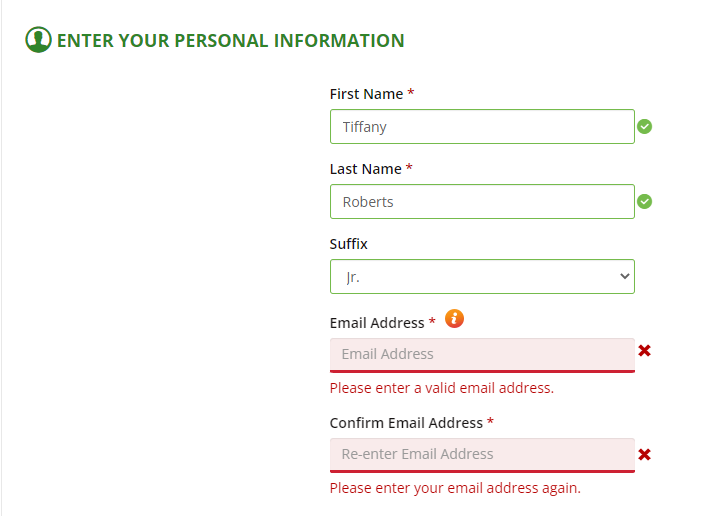 ENTER YOUR PERSONAL INFORMATION
First Name *
Tiffany
Last Name *
Roberts
Suffix
Jr.
Email Address *
Email Address
Please enter a valid email address.
Confirm Email Address *
Re-enter Email Address
Please enter your email address again.